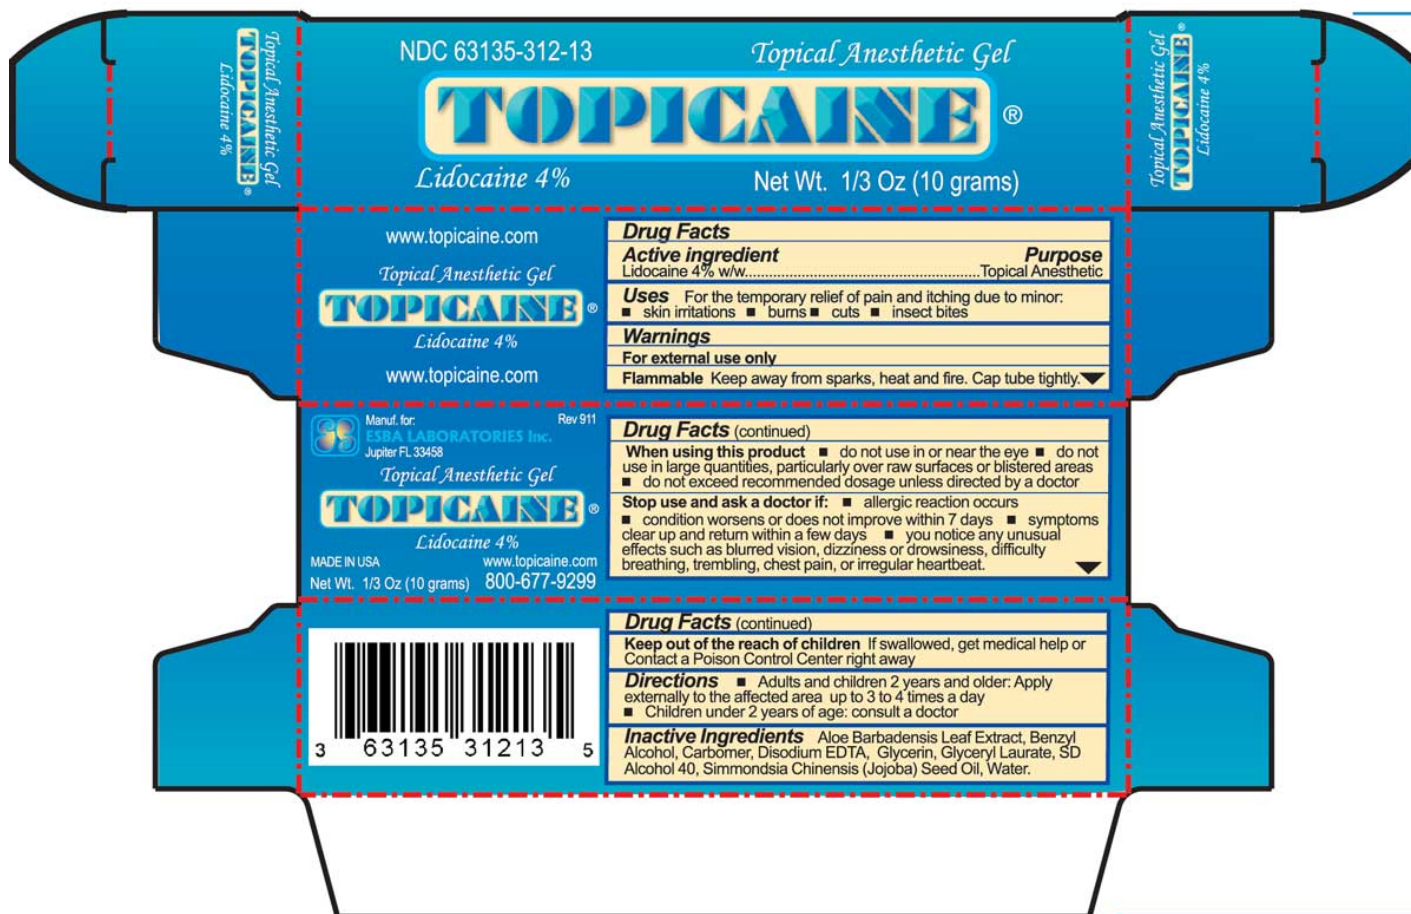 Topical Anesthetic Gel
TOPICAINE®
Lidocaine 4%
NDC 63135-312-13
Topical Anesthetic Gel
TOPICAINE®
Lidocaine 4%
Net Wt. 1/3 Oz (10 grams)
Topical Anesthetic Gel
TOPICAINE®
Lidocaine 4%
www.topicaine.com
Topical Anesthetic Gel
TOPICAINE®
Lidocaine 4%
www.topicaine.com
Drug Facts
Active ingredient Purpose
Lidocaine 4% w/w..........................................................Topical Anesthetic
Uses For the temporary relief of pain and itching due to minor:
■ skin irritations ■ burns ■ cuts ■ insect bites
Warnings
For external use only
Flammable Keep away from sparks, heat and fire. Cap tube tightly.▼
Manuf. for: Rev 911
ESBA LABORATORIES Inc.
Jupiter FL 33458
Topical Anesthetic Gel
TOPICAINE®
Lidocaine 4%
MADE IN USA www.topicaine.com
Net Wt. 1/3 Oz (10 grams) 800-677-9299
Drug Facts (continued)
When using this product ■ do not use in or near the eye ■ do not
use in large quantities, particularly over raw surfaces or blistered areas
■ do not exceed recommended dosage unless directed by a doctor
Stop use and ask a doctor if: ■ allergic reaction occurs
■ condition worsens or does not improve within 7 days ■ symptoms
clear up and return within a few days ■ you notice any unusual
effects such as blurred vision, dizziness or drowsiness, difficulty
breathing, trembling, chest pain, or irregular heartbeat. ▼
3 63135 31213 5
Drug Facts (continued)
Keep out of the reach of children If swallowed, get medical help or
Contact a Poison Control Center right away
Directions ■ Adults and children 2 years and older: Apply
externally to the affected area up to 3 to 4 times a day
■ Children under 2 years of age: consult a doctor
Inactive Ingredients Aloe Barbadensis Leaf Extract, Benzyl
Alcohol, Carbomer, Disodium EDTA, Glycerin, Glyceryl Laurate, SD
Alcohol 40, Simmondsia Chinensis (Jojoba) Seed Oil, Water.